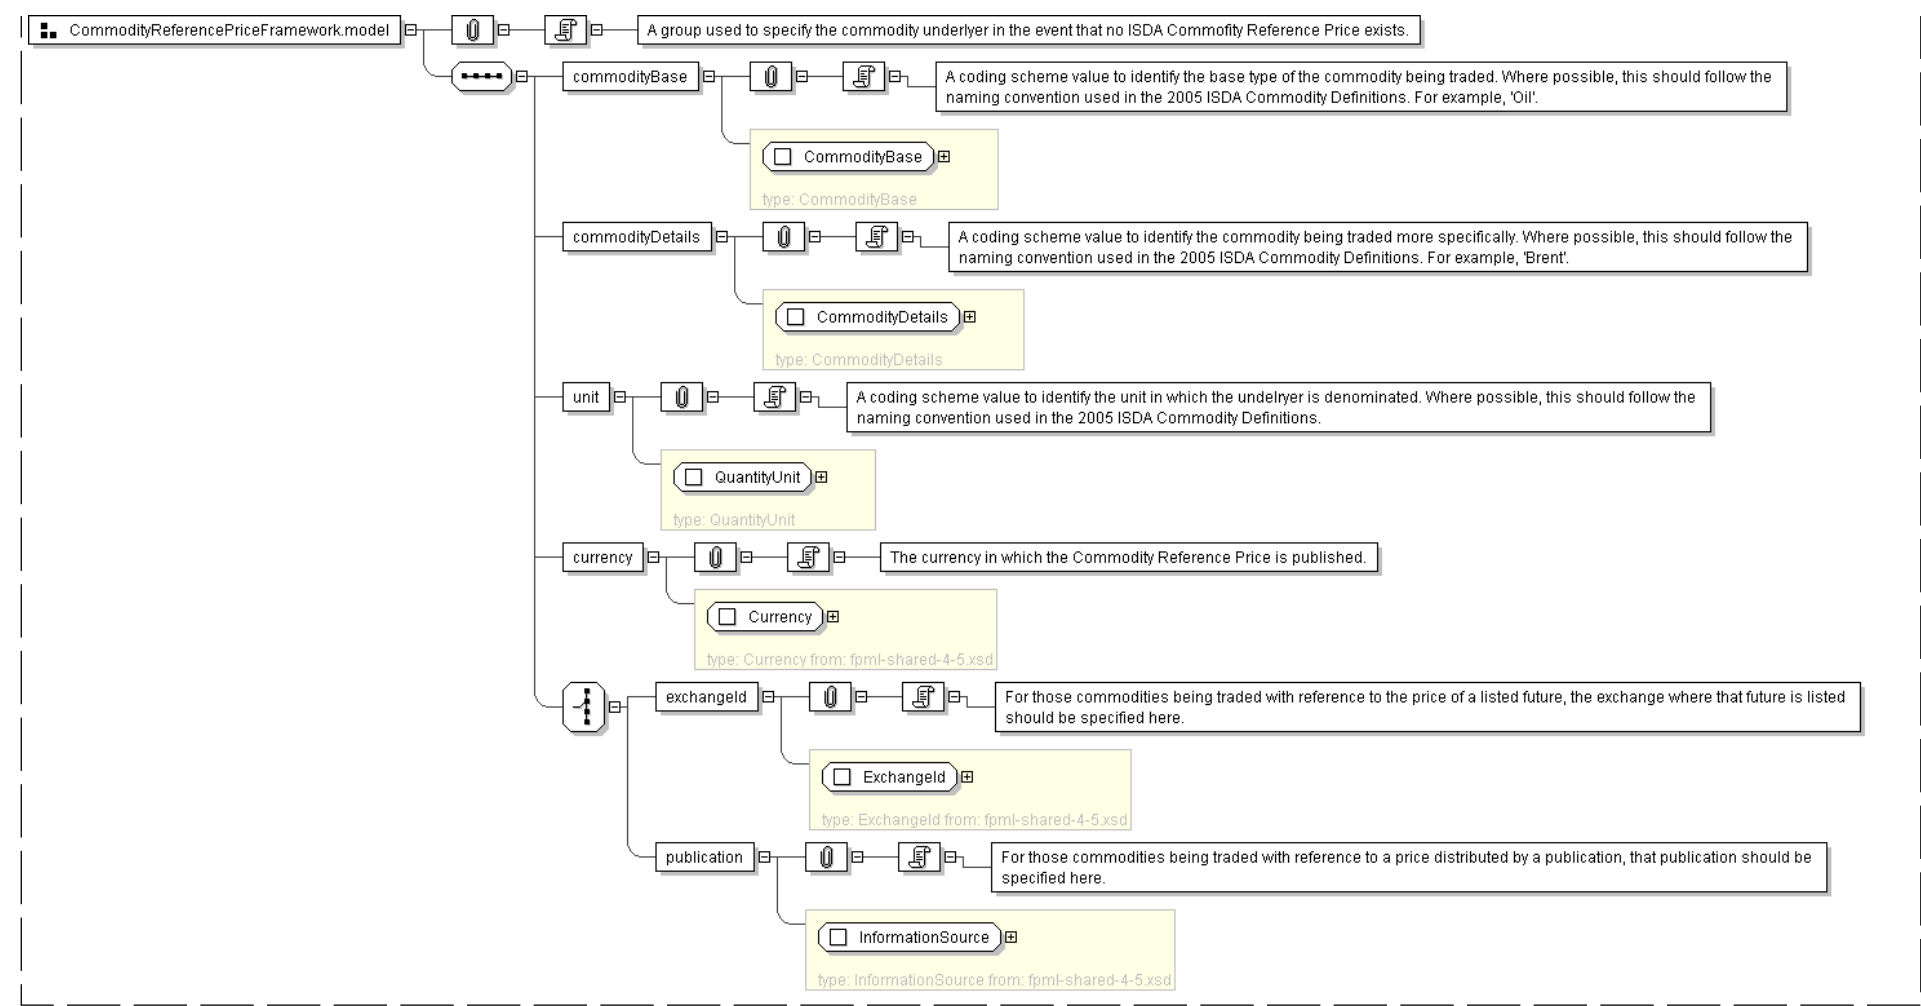 CommodityReferencePriceFramework.model
A group used to specify the commodity underlyer in the event that no ISDA Commofity Reference Price exists.
commodityBase
A coding scheme value to identify the base type of the commodity being traded. Where possible, this should follow the
naming convention used in the 2005 ISDA Commodity Definitions. For example, 'Oil'.
CommodityBase
type: CommodityBase
commodityDetails
A coding scheme value to identify the commodity being traded more specifically. Where possible, this should follow the
naming convention used in the 2005 ISDA Commodity Definitions. For example, 'Brent'.
CommodityDetails
type: CommodityDetails
unit
A coding scheme value to identify the unit in which the undelryer is denominated. Where possible, this should follow the
naming convention used in the 2005 ISDA Commodity Definitions.
QuantityUnit
type: QuantityUnit
currency
The currency in which the Commodity Reference Price is published.
Currency
type: Currency from: fpml-shared-4-5.xsd
exchangeId
For those commodities being traded with reference to the price of a listed future, the exchange where that future is listed
should be specified here.
ExchangeId
type: ExchangeId from: fpml-shared-4-5.xsd
publication
For those commodities being traded with reference to a price distributed by a publication, that publication should be
specified here.
InformationSource
type: InformationSource from: fpml-shared-4-5.xsd